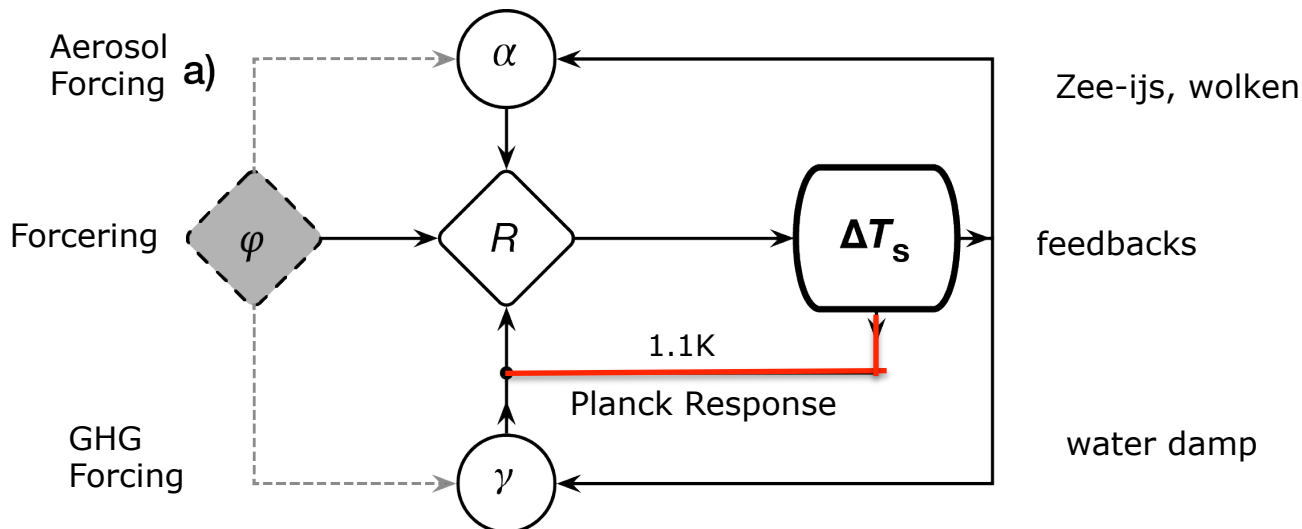 Aerosol
Forcing
a)
α
Zee-ijs, wolken
Forcering
φ
R
ΔTs
feedbacks
1.1K
Planck Response
GHG
Forcing
γ
water damp